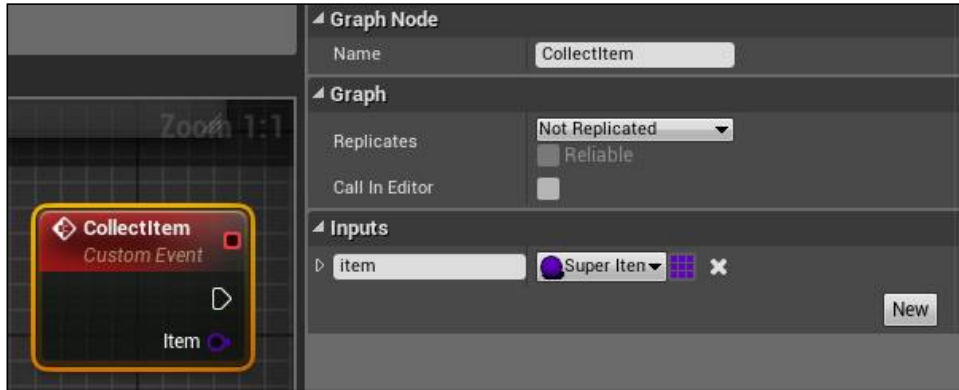 Graph Node
Name CollectItem
Graph
Replicates Not Replicated
Reliable
Call In Editor
Inputs
item Super Iten
New
Zoom 1:1
CollectItem
Custom Event
Item